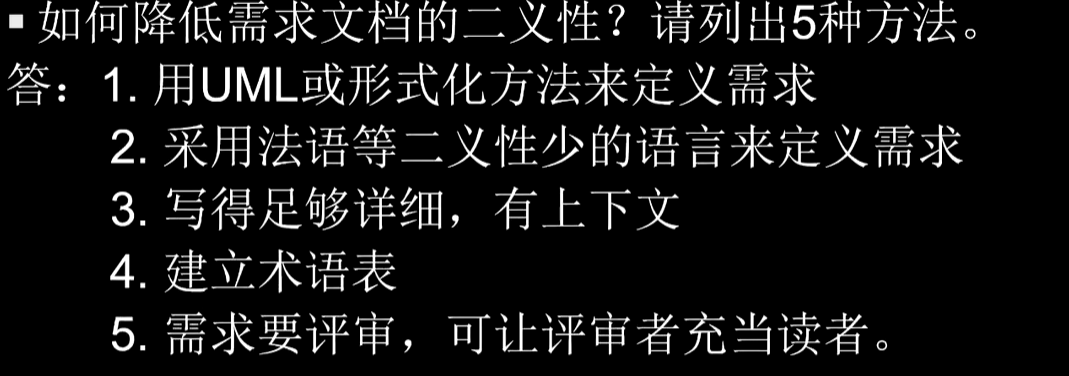 ▪ 如何降低需求文档的二义性？请列出5种方法。
答：1. 用UML或形式化方法来定义需求
2. 采用法语等二义性少的语言来定义需求
3. 写得足够详细，有上下文
4. 建立术语表
5. 需求要评审，可让评审者充当读者。